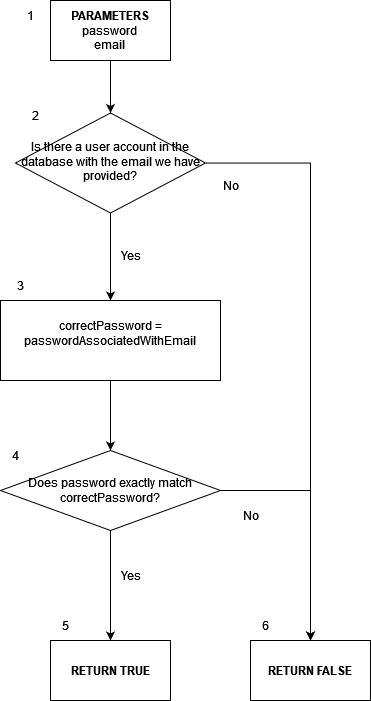 1
PARAMETERS
password
email
2
Is there a user account in the
database with the email we have
provided?
No
Yes
3
correctPassword =
passwordAssociatedWithEmail
4
Does password exactly match
correctPassword?
No
Yes
5
6
RETURN TRUE
RETURN FALSE